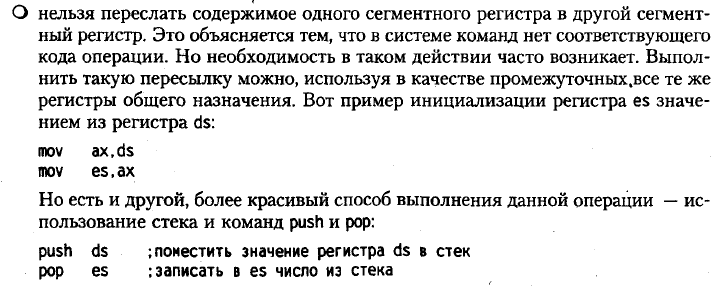 О нельзя переслать содержимое одного сегментного регистра в другой сегмент-
ный регистр. Это объясняется тем, что в системе команд нет соответствующего
кода операции. Но необходимость в таком действии часто возникает. Выпол-
нить такую пересылку можно, используя в качестве промежуточных все те же
регистры общего назначения. Вот пример инициализации регистра es значе-
нием из регистра ds:
mov ax,ds
mov es,ax
Но есть и другой, более красивый способ выполнения данной операции — ис-
пользование стека и команд push и pop:
push ds ;поместить значение регистра ds в стек
pop es ;записать в es число из стека